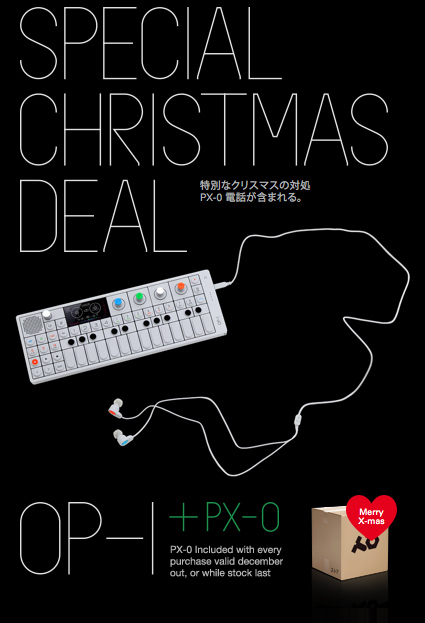 SPECIAL
CHRISTMAS
DEAL
特別なクリスマスの対処
PX-0 電話が含まれる。
OP-1
+PX-0
PX-0 Included with every
purchase valid december
out, or while stock last
Merry
X-mas